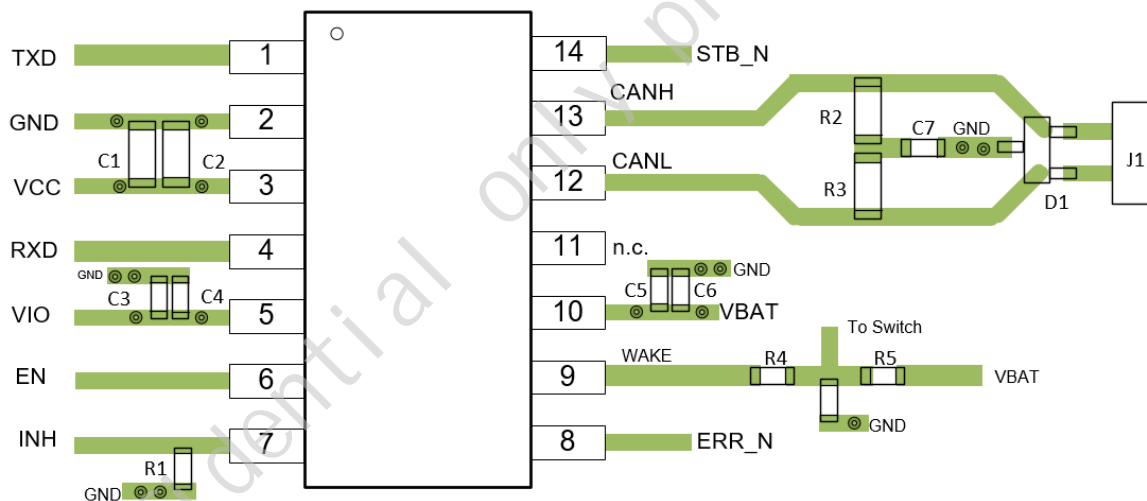 TXD
1
14
STB_N
GND
2
CANH
13
R2
C7
GND
C1
C2
VCC
3
CANL
12
R3
D1
J1
RXD
4
11
n.c.
GND
GND
C3
C4
C5
C6
VIO
5
10
VBAT
To Switch
EN
6
WAKE
9
R4
R5
VBAT
GND
INH
7
8
ERR_N
R1
GND
dential only p